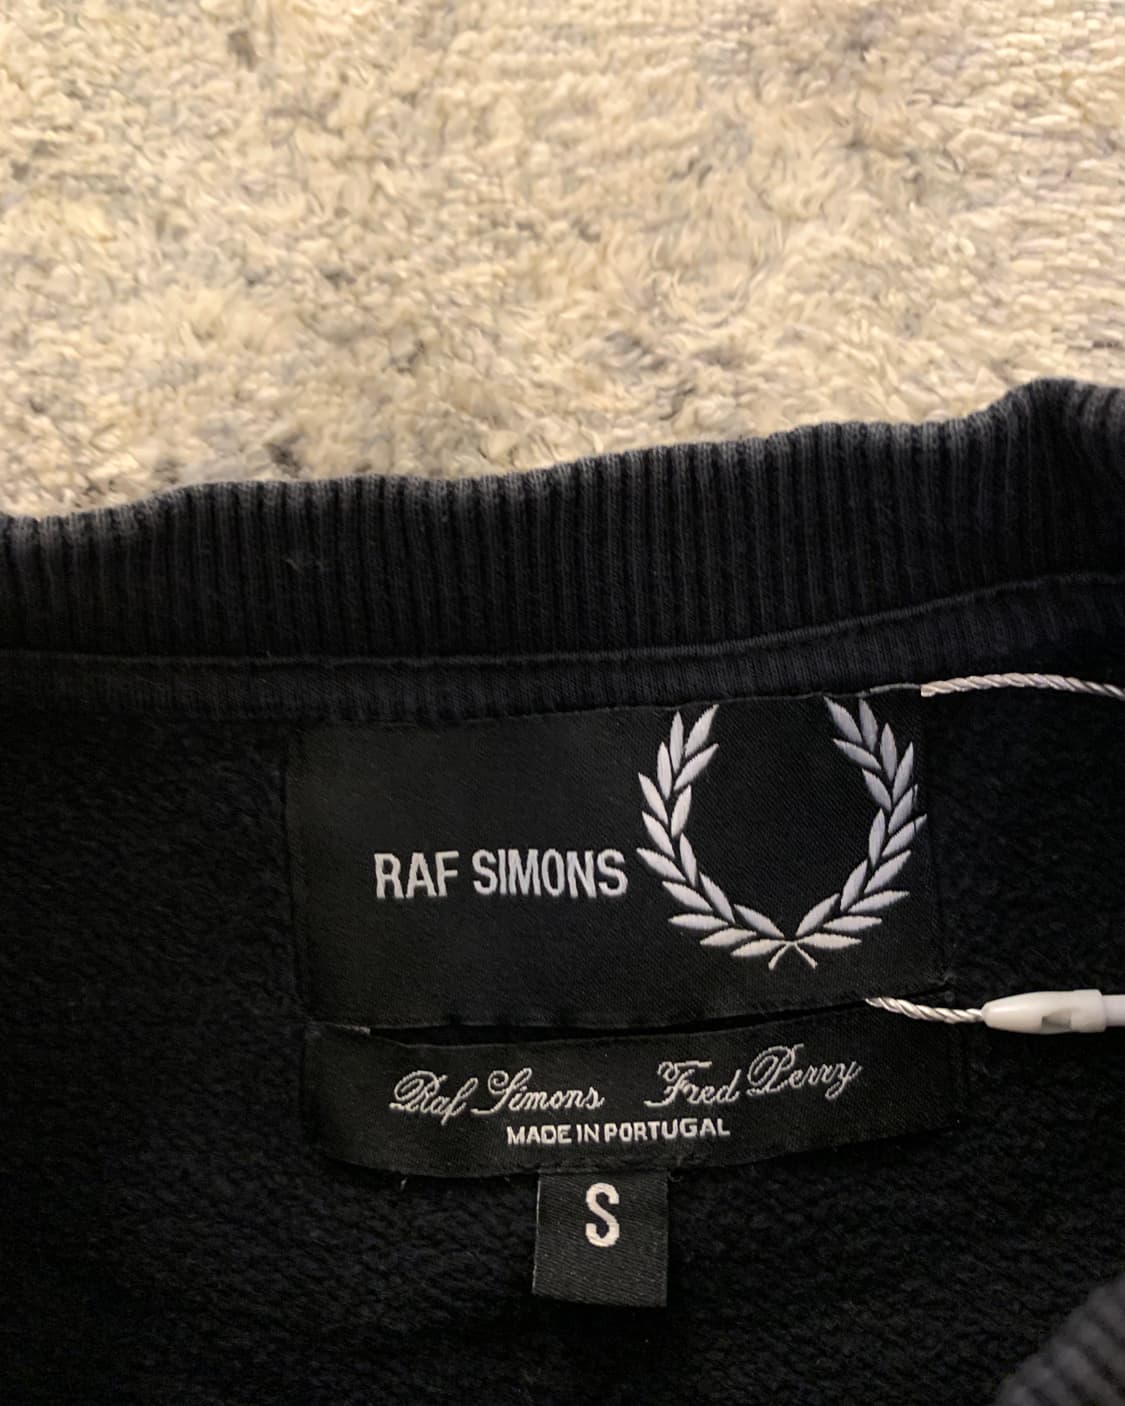 RAF SIMONS
Raf Simons Fred Perry
MADE IN PORTUGAL
S